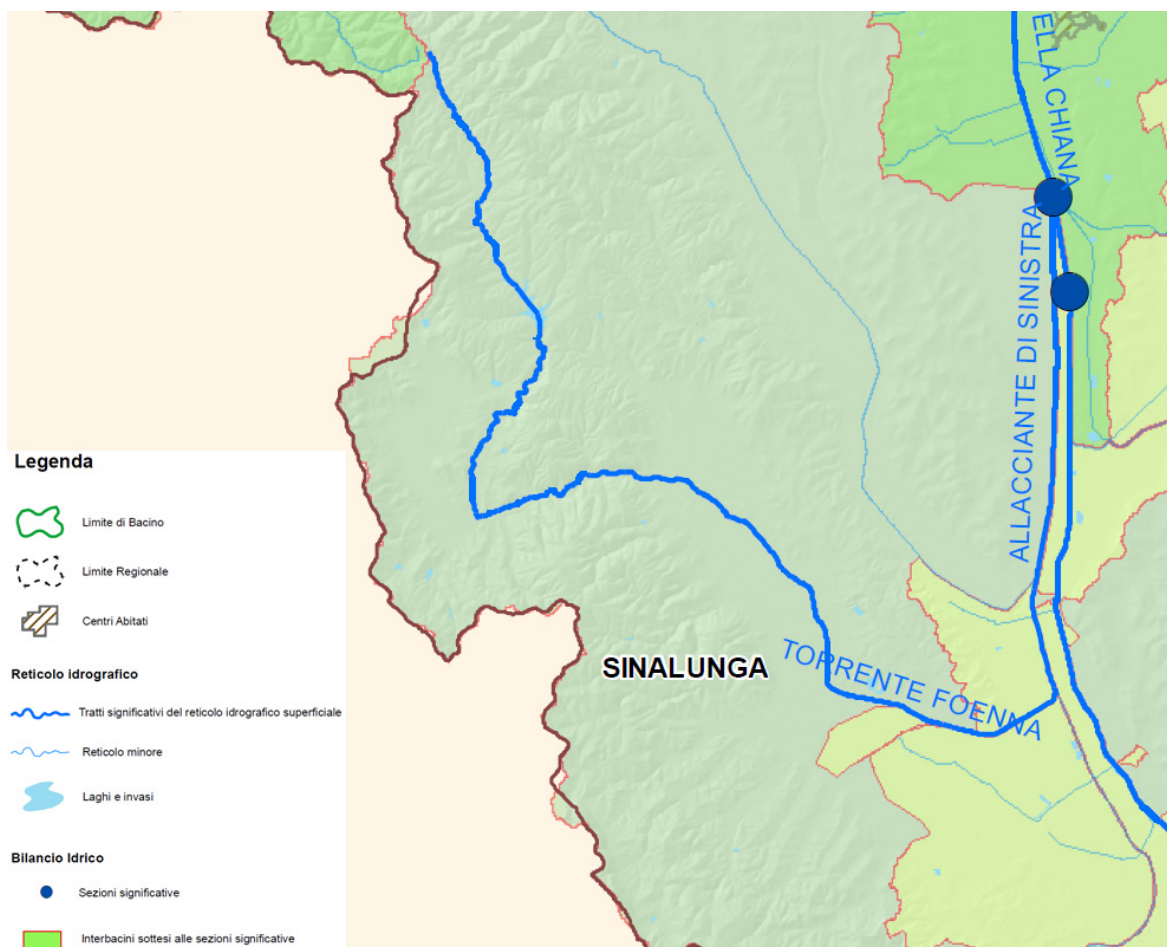 ELLA CHIANA
ALLACCIANTE DI SINISTRA
SINALUNGA
TORRENTE FOENNA
Legenda
Limite di Bacino
Limite Regionale
Centri Abitati
Reticolo idrografico
Tratti significativi del reticolo idrografico superficiale
Reticolo minore
Laghi e invasi
Bilancio Idrico
Sezioni significative
Interbacini sottesi alle sezioni significative